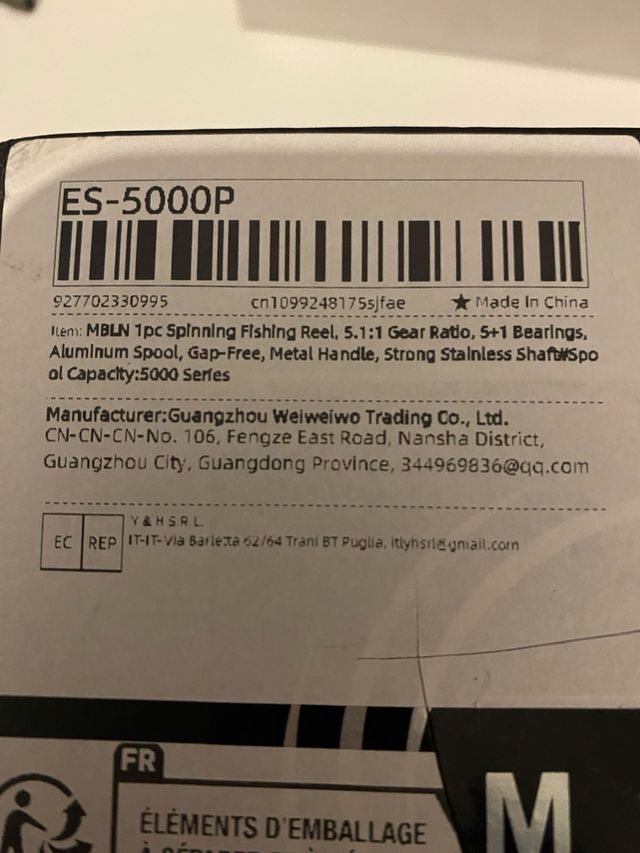 ES-5000P
927702330995 cn1099248175sjfae ★ Made In China
Item: MBLN 1pc Spinning Fishing Reel, 5.1:1 Gear Ratio, 5+1 Bearings,
Aluminum Spool, Gap-Free, Metal Handle, Strong Stainless Shaft#Spo
ol Capacity:5000 Series
Manufacturer:Guangzhou Weiweiwo Trading Co., Ltd.
CN-CN-CN-No. 106, Fengze East Road, Nansha District,
Guangzhou City, Guangdong Province, 344969836@qq.com
EC REP
Y & H S.R.L.
IT-IT-Via Barletta 62/64 Trani BT Puglia, itlyhsrl@gmail.com
FR
ÉLÉMENTS D'EMBALLAGE
M